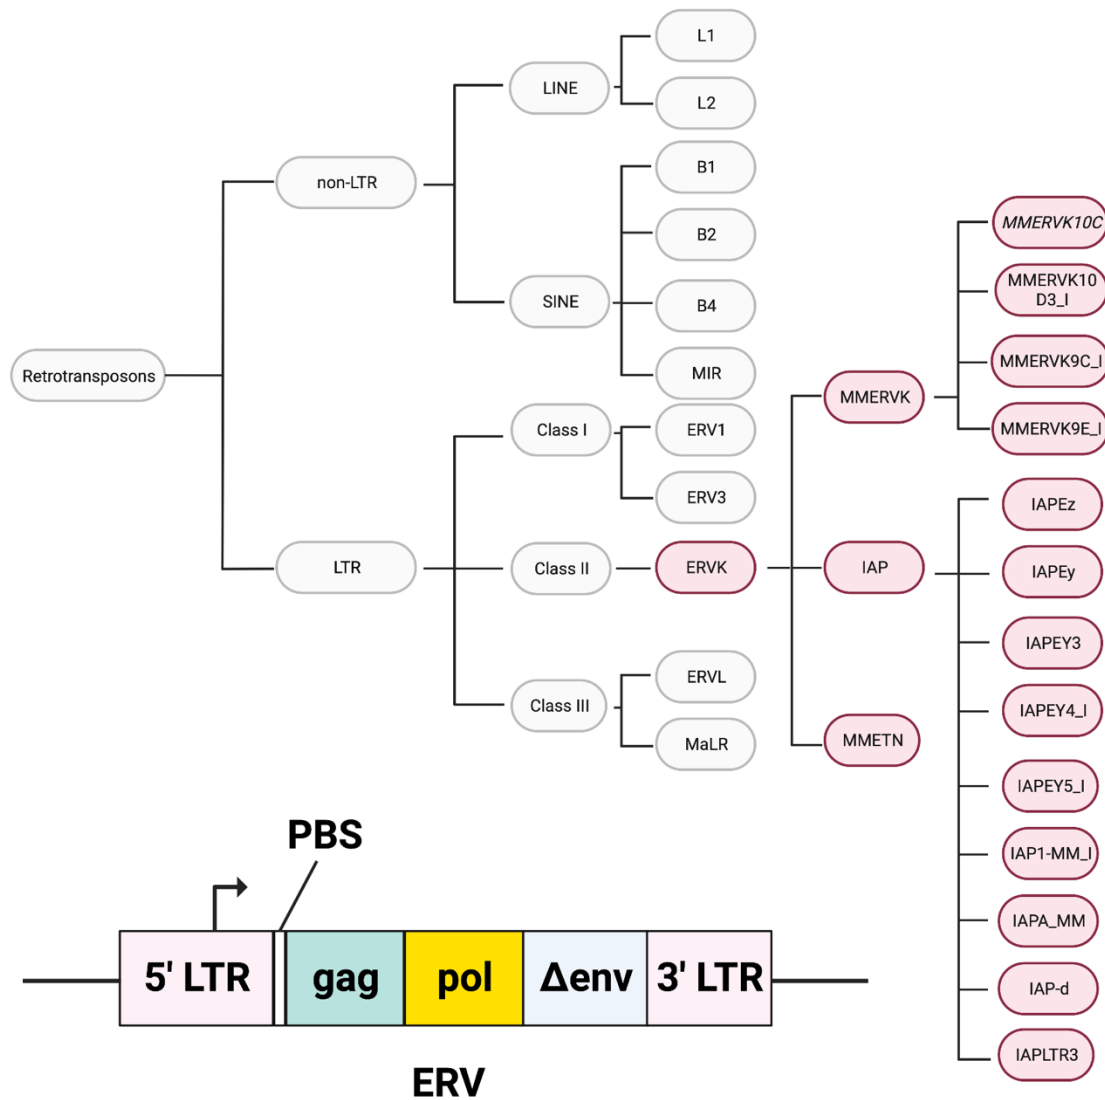 Retrotransposons
non-LTR
LTR
LINE
SINE
Class I
Class II
Class III
L1
L2
B1
B2
B4
MIR
ERV1
ERV3
ERVK
ERVL
MaLR
MMERVK
IAP
MMETN
MMERVK10C
MMERVK10
D3_I
MMERVK9C_I
MMERVK9E_I
IAPEz
IAPEy
IAPEY3
IAPEY4_I
IAPEY5_I
IAP1-MM_I
IAPA_MM
IAP-d
IAPLTR3
PBS
5' LTR
gag
pol
Δenv
3' LTR
ERV